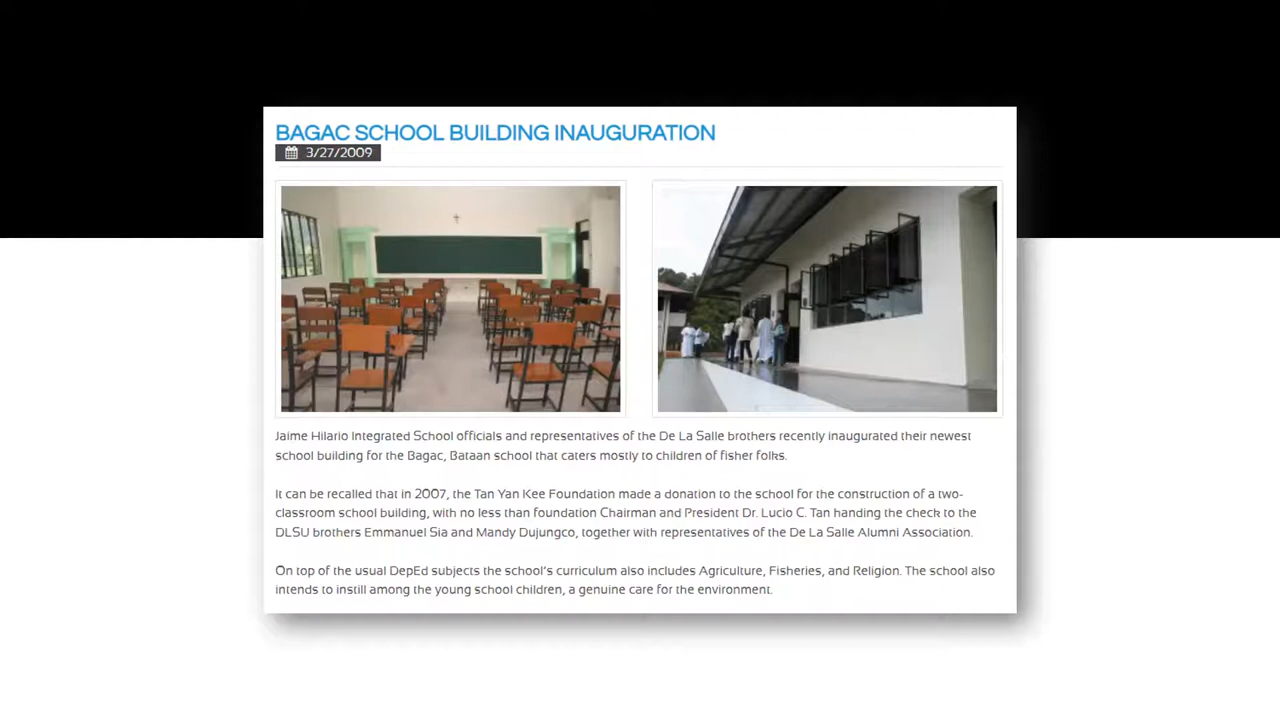 BAGAC SCHOOL BUILDING INAUGURATION
3/27/2009
Jaime Hilario Integrated School officials and representatives of the De La Salle brothers recently inaugurated their newest
school building for the Bagac, Bataan school that caters mostly to children of fisher folks.
It can be recalled that in 2007, the Tan Yan Kee Foundation made a donation to the school for the construction of a two-
classroom school building, with no less than foundation Chairman and President Dr. Lucio C. Tan handing the check to the
DLSU brothers Emmanuel Sia and Mandy Dujungco, together with representatives of the De La Salle Alumni Association.
On top of the usual DepEd subjects the school's curriculum also includes Agriculture, Fisheries, and Religion. The school also
intends to instill among the young school children, a genuine care for the environment.